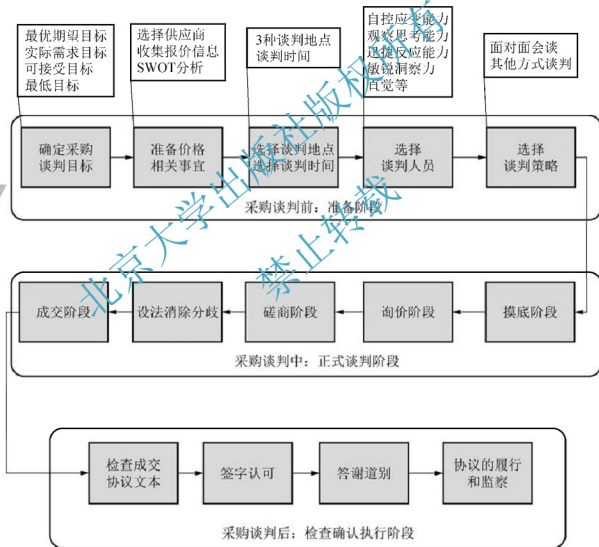 最优期望目标
实际需求目标
可接受目标
最低目标
选择供应商
收集报价信息
SWOT分析
3种谈判地点
谈判时间
自控应变能力
观察思考能力
迅捷反应能力
敏锐洞察力
直觉等
面对面会谈
其他方式谈判
确定采购
谈判目标
准备价格
相关事宜
选择谈判地点
选择谈判时间
选择
谈判人员
选择
谈判策略
采购谈判前：准备阶段
成交阶段
设法消除分歧
磋商阶段
询价阶段
摸底阶段
采购谈判中：正式谈判阶段
检查成交
协议文本
签字认可
答谢道别
协议的履行
和监察
采购谈判后：检查确认执行阶段
北京大学出版社版权所有
禁止转载